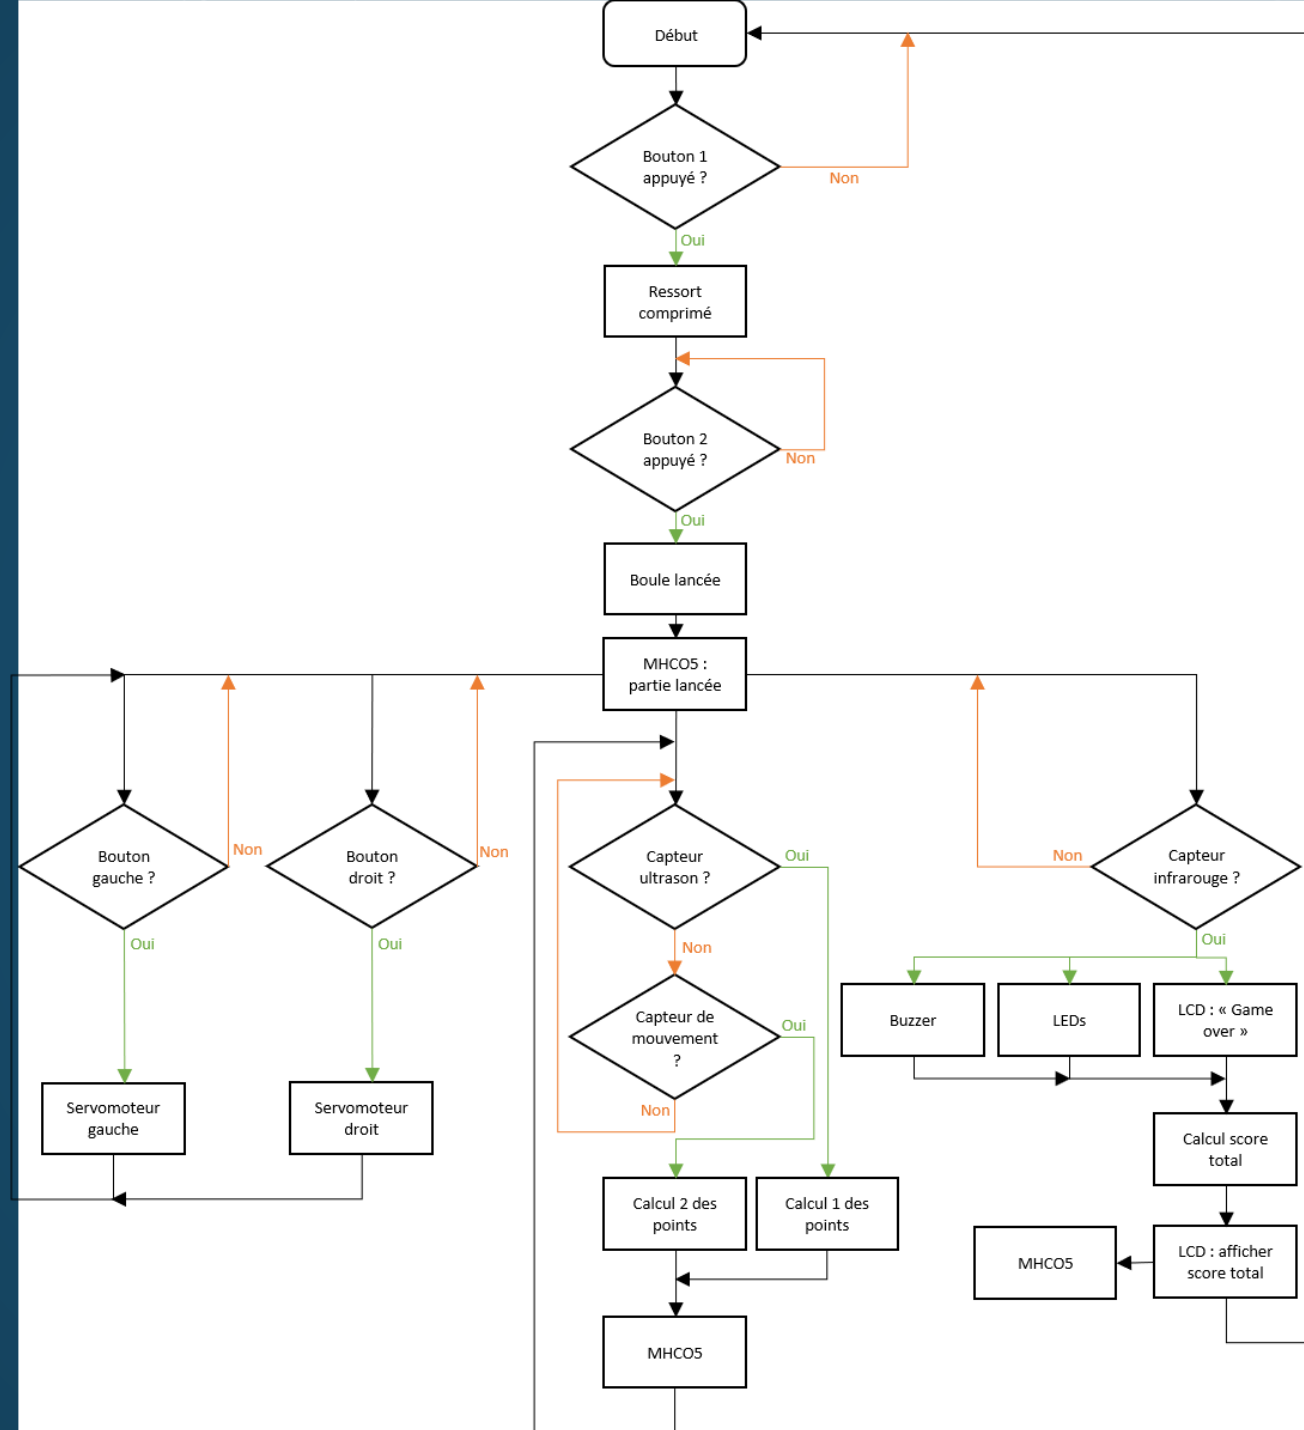 Début
Bouton 1
appuyé ?
Non
Oui
Ressort
comprimé
Bouton 2
appuyé ?
Non
Oui
Boule lancée
MHCO5 :
partie lancée
Bouton
gauche ?
Non
Oui
Bouton
droit ?
Non
Oui
Capteur
ultrason ?
Oui
Non
Capteur
infrarouge ?
Non
Oui
Capteur de
mouvement
?
Oui
Non
Buzzer
LEDs
LCD : « Game
over »
Servomoteur
gauche
Servomoteur
droit
Calcul score
total
Calcul 2 des
points
Calcul 1 des
points
MHCO5
LCD : afficher
score total
MHCO5